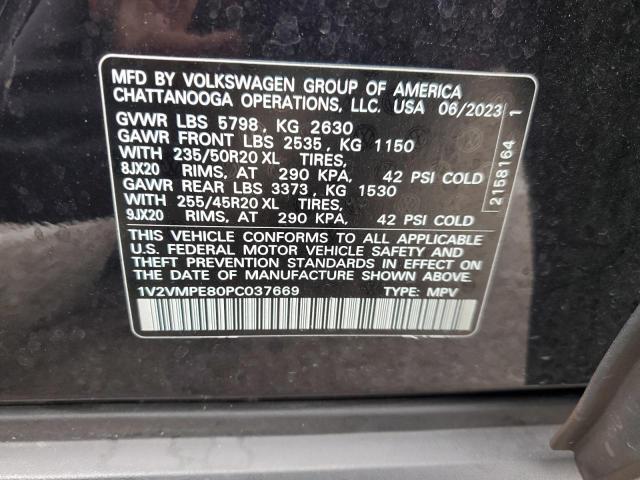 MFD BY VOLKSWAGEN GROUP OF AMERICA
CHATTANOOGA OPERATIONS, LLC. USA 06/2023
GVWR LBS 5798, KG 2630
GAWR FRONT LBS 2535, KG 1150
WITH 235/50R20 XL TIRES,
8JX20 RIMS, AT 290 KPA, 42 PSI COLD
GAWR REAR LBS 3373, KG 1530
WITH 255/45R20 XL TIRES,
9JX20 RIMS, AT 290 KPA, 42 PSI COLD
THIS VEHICLE CONFORMS TO ALL APPLICABLE
U.S. FEDERAL MOTOR VEHICLE SAFETY AND
THEFT PREVENTION STANDARDS IN EFFECT ON
THE DATE OF MANUFACTURE SHOWN ABOVE.
1V2VMPE80PC037669 TYPE: MPV
2158164 1